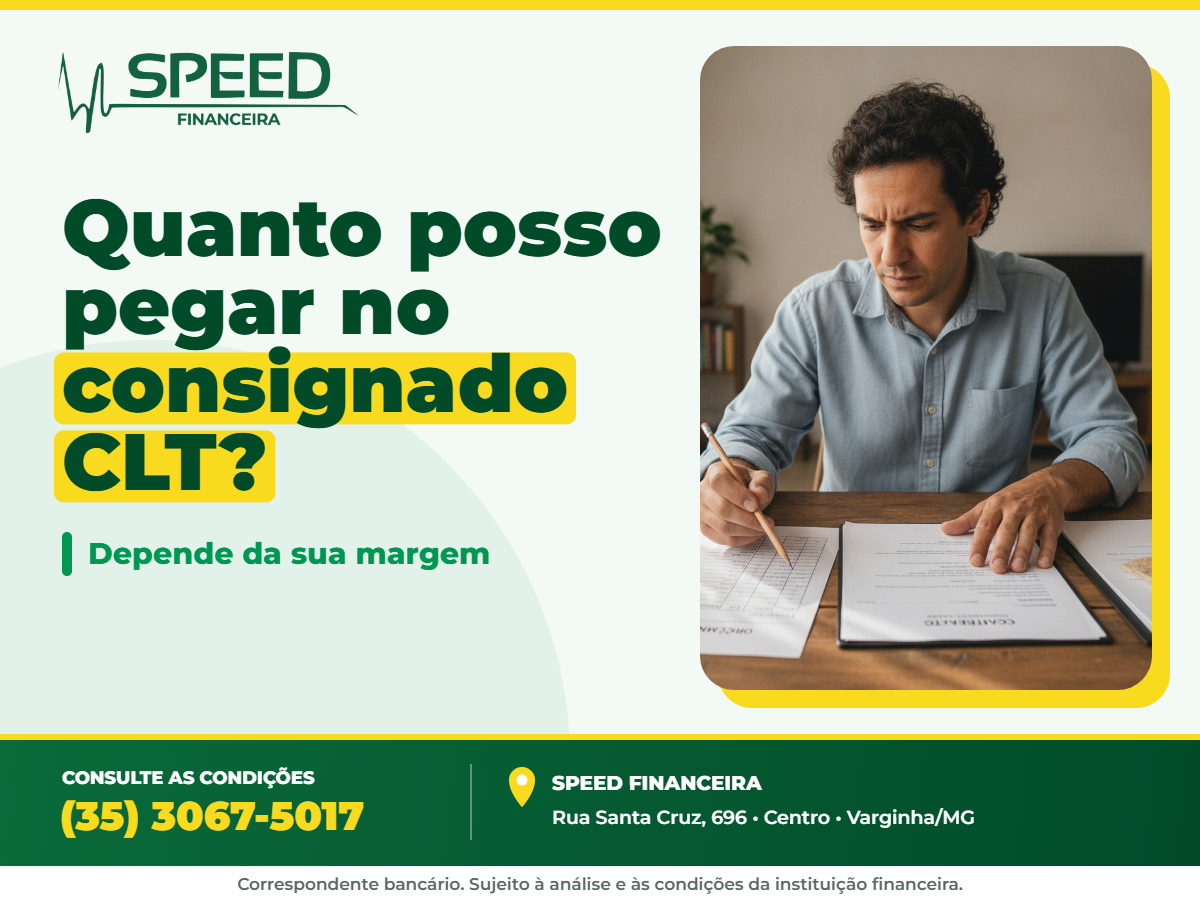 SPEED
FINANCEIRA
Quanto posso
pegar no
consignado
CLT?
Depende da sua margem
CONSULTE AS CONDIÇÕES
(35) 3067-5017
SPEED FINANCEIRA
Rua Santa Cruz, 696 • Centro • Varginha/MG
Correspondente bancário. Sujeito à análise e às condições da instituição financeira.